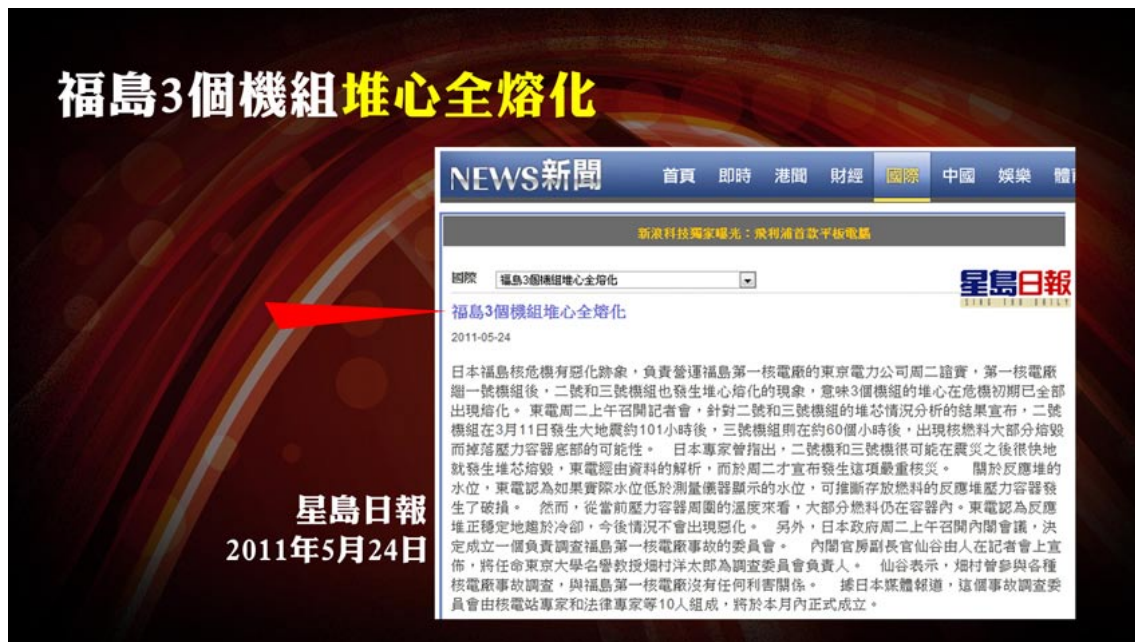 福島3個機組堆心全熔化
NEWS新聞 首頁 即時 港聞 財經 國際 中國 娛樂
新浪科技獨家曝光：飛利浦首款平板電腦
國際 福島3個機組堆心全熔化
星島日報
SING TAO DAILY
福島3個機組堆心全熔化
2011-05-24
日本福島核危機有惡化跡象，負責營運福島第一核電廠的東京電力公司周二證實，第一核電廠
繼一號機組後，二號和三號機組也發生堆心熔化的現象，意味3個機組的堆心在危機初期已全部
出現熔化。 東電周二上午召開記者會，針對二號和三號機組的堆芯情況分析的結果宣布，二號
機組在3月11日發生大地震約101小時後，三號機組則在約60個小時後，出現核燃料大部分熔毀
而掉落壓力容器底部的可能性。 日本專家曾指出，二號機和三號機很可能在震災之後很快地
就發生堆芯熔毀，東電經由資料的解析，而於周二才宣布發生這項嚴重核災。 關於反應堆的
水位，東電認為如果實際水位低於測量儀器顯示的水位，可推斷存放燃料的反應堆壓力容器發
生了破損。 然而，從當前壓力容器周圍的溫度來看，大部分燃料仍在容器內。東電認為反應
堆正穩定地趨於冷卻，今後情況不會出現惡化。 另外，日本政府周二上午召開內閣會議，決
定成立一個負責調查福島第一核電廠事故的委員會。 內閣官房副長官仙谷由人在記者會上宣
佈，將任命東京大學名譽教授畑村洋太郎為調查委員會負責人。 仙谷表示，畑村曾參與各種
核電廠事故調查，與福島第一核電廠沒有任何利害關係。 據日本媒體報道，這個事故調查委
員會由核電站專家和法律專家等10人組成，將於本月內正式成立。
星島日報
2011年5月24日